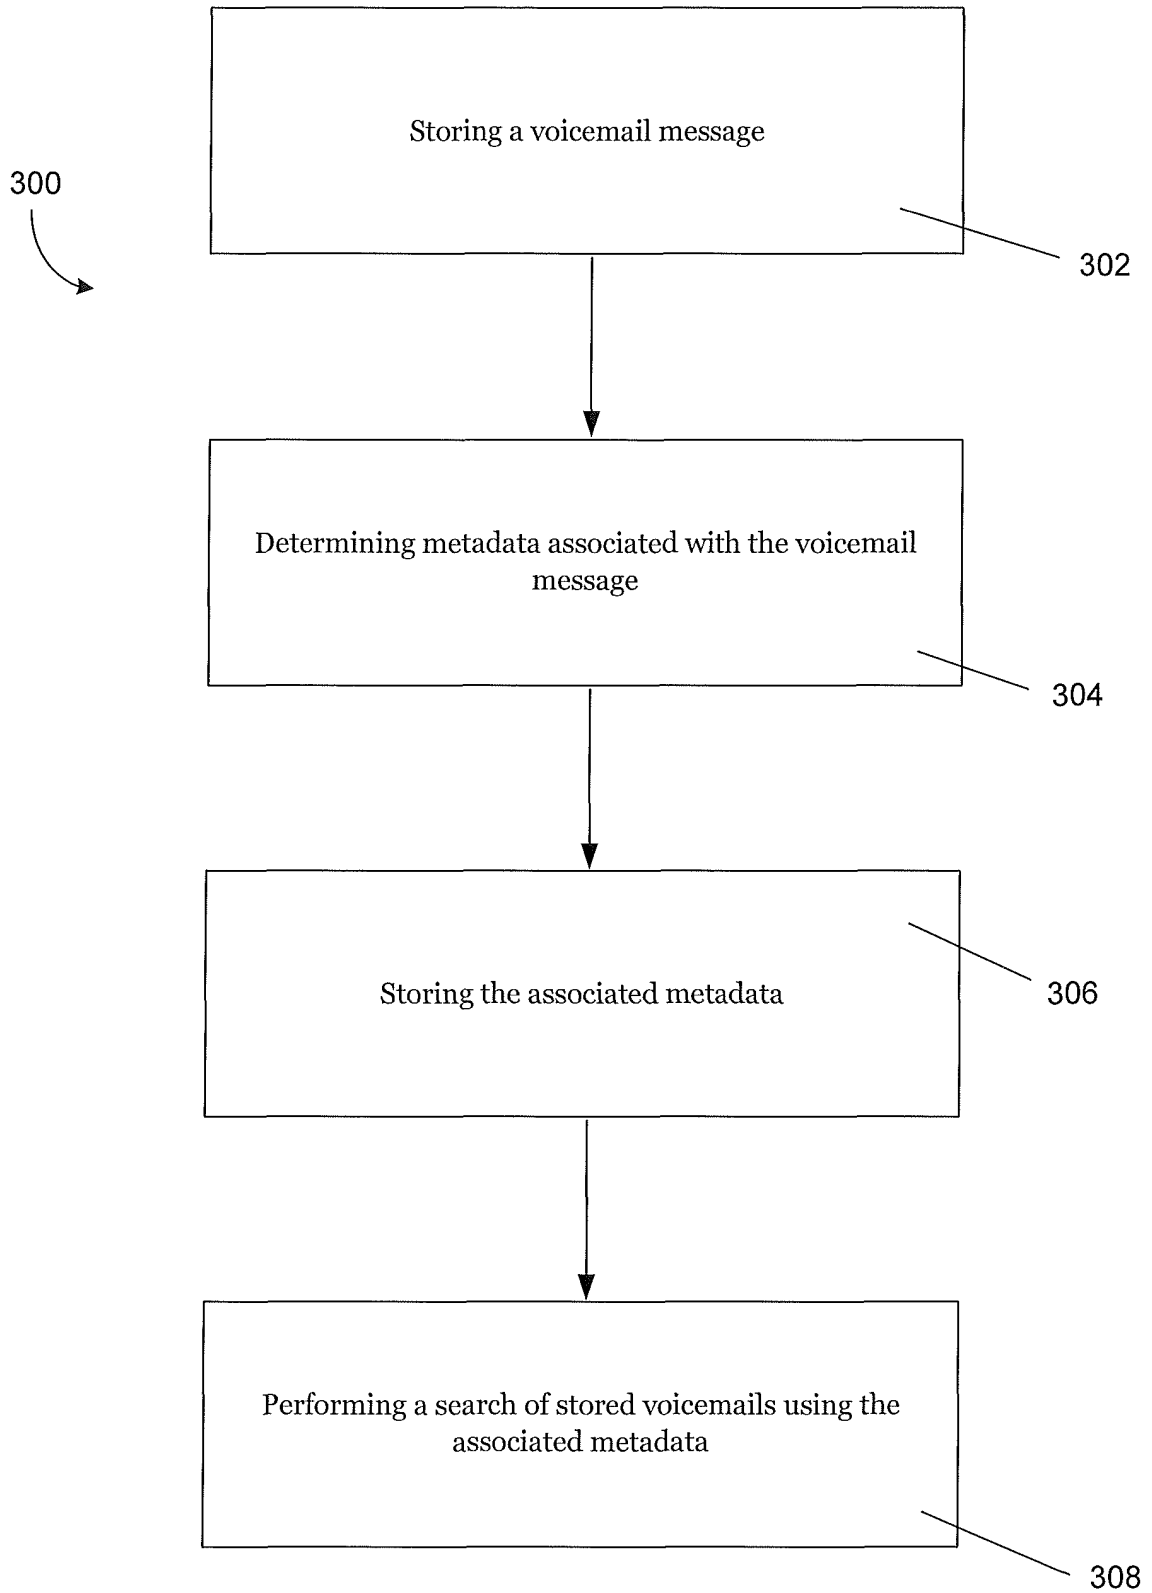 Storing a voicemail message
300
302
Determining metadata associated with the voicemail
message
304
Storing the associated metadata
306
Performing a search of stored voicemails using the
associated metadata
308